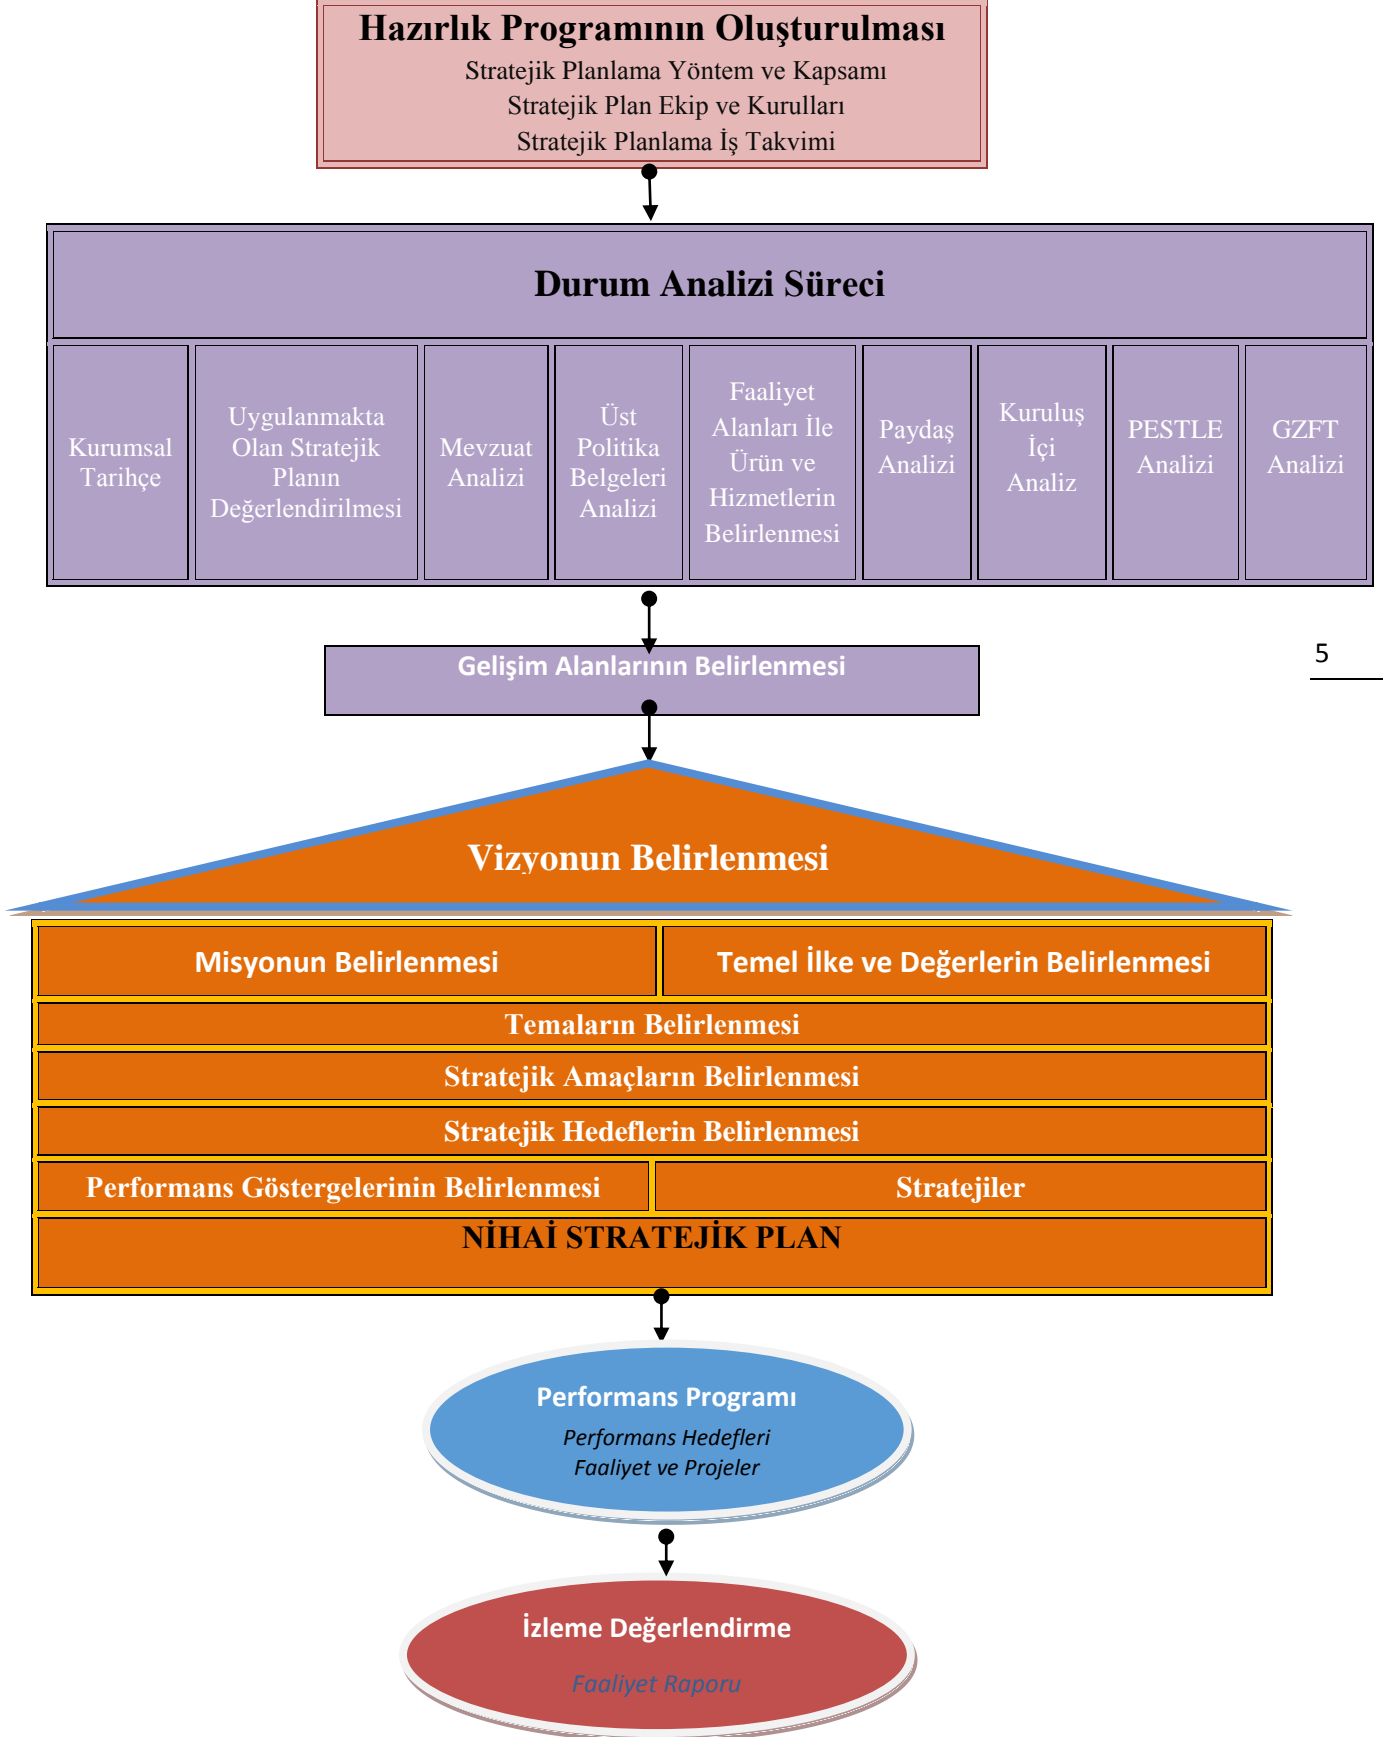 Hazırlık Programının Oluşturulması
Stratejik Planlama Yöntem ve Kapsamı
Stratejik Plan Ekip ve Kurulları
Stratejik Planlama İş Takvimi
Durum Analizi Süreci
Kurumsal
Tarihçe
Uygulanmakta
Olan Stratejik
Planın
Değerlendirilmesi
Mevzuat
Analizi
Üst
Politika
Belgeleri
Analizi
Faaliyet
Alanları İle
Ürün ve
Hizmetlerin
Belirlenmesi
Paydaş
Analizi
Kuruluş
İçi
Analiz
PESTLE
Analizi
GZFT
Analizi
Gelişim Alanlarının Belirlenmesi
5
Vizyonun Belirlenmesi
Misyonun Belirlenmesi
Temel İlke ve Değerlerin Belirlenmesi
Temaların Belirlenmesi
Stratejik Amaçların Belirlenmesi
Stratejik Hedeflerin Belirlenmesi
Performans Göstergelerinin Belirlenmesi
Stratejiler
NİHAİ STRATEJİK PLAN
Performans Programı
Performans Hedefleri
Faaliyet ve Projeler
İzleme Değerlendirme
Faaliyet Raporu